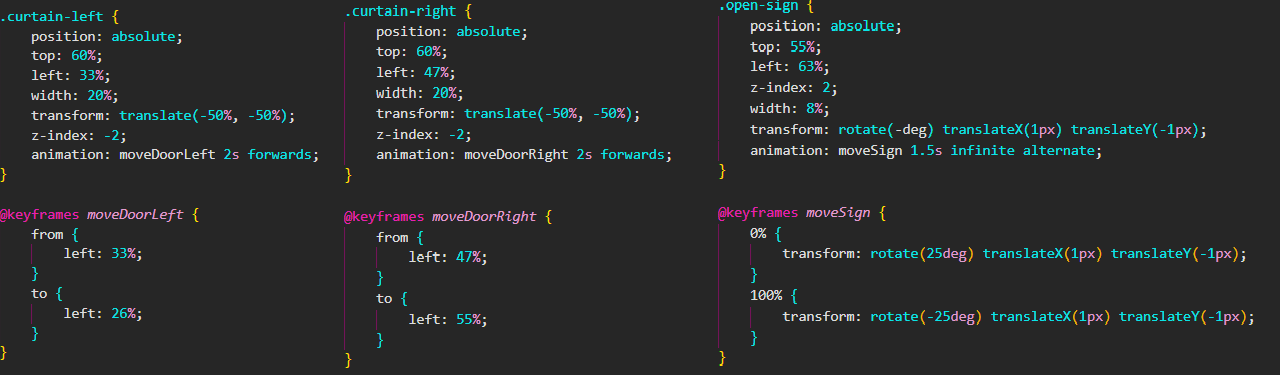 .curtain-left {
position: absolute;
top: 60%;
left: 33%;
width: 20%;
transform: translate(-50%, -50%);
z-index: -2;
animation: moveDoorLeft 2s forwards;
}
@keyframes moveDoorLeft {
from {
left: 33%;
}
to {
left: 26%;
}
}
.curtain-right {
position: absolute;
top: 60%;
left: 47%;
width: 20%;
transform: translate(-50%, -50%);
z-index: -2;
animation: moveDoorRight 2s forwards;
}
@keyframes moveDoorRight {
from {
left: 47%;
}
to {
left: 55%;
}
}
.open-sign {
position: absolute;
top: 55%;
left: 63%;
z-index: 2;
width: 8%;
transform: rotate(-deg) translateX(1px) translateY(-1px);
animation: moveSign 1.5s infinite alternate;
}
@keyframes moveSign {
0% {
transform: rotate(25deg) translateX(1px) translateY(-1px);
}
100% {
transform: rotate(-25deg) translateX(1px) translateY(-1px);
}
}